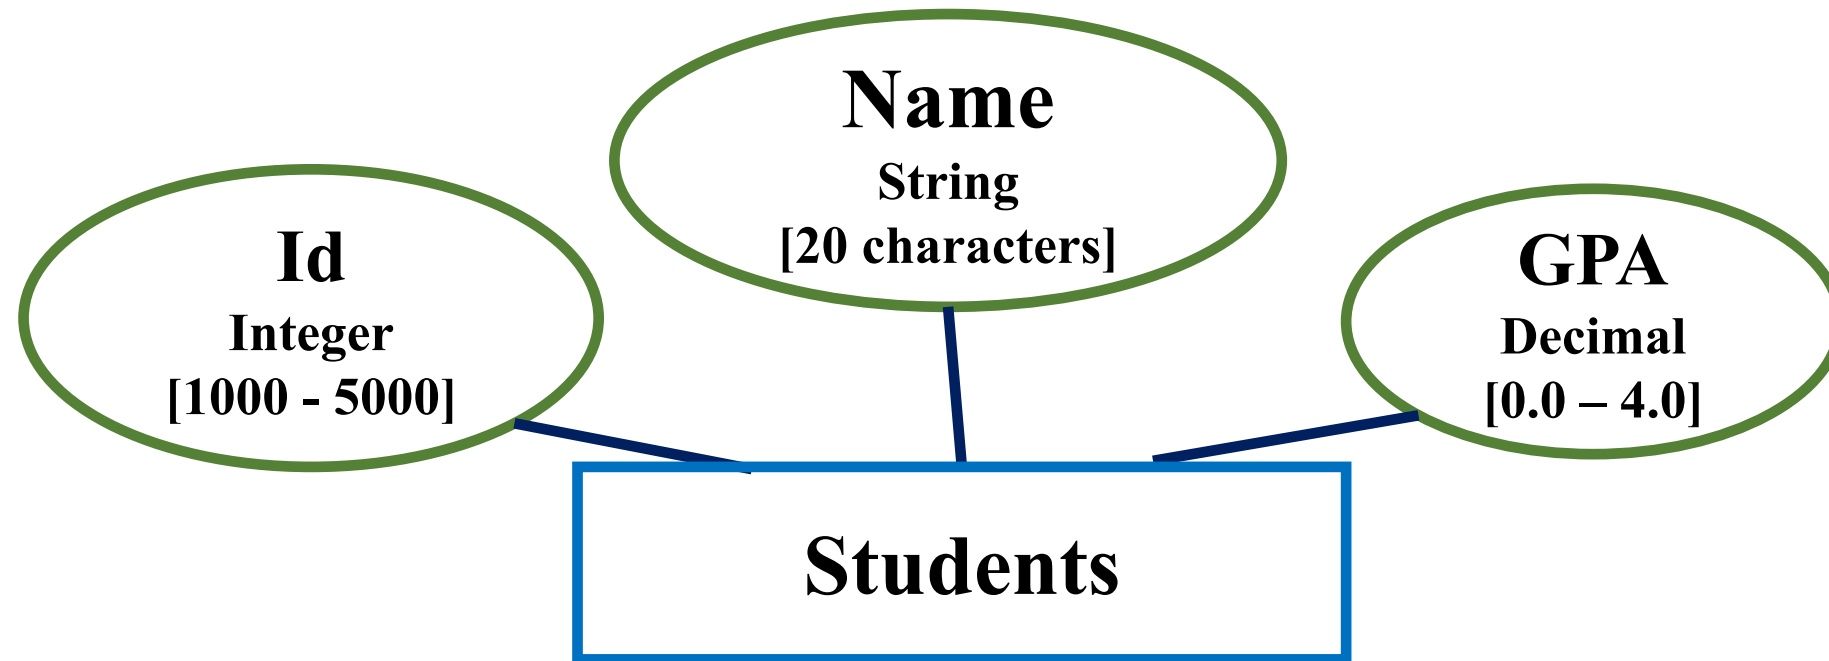 Name
String
[20 characters]
Id
Integer
[1000 - 5000]
GPA
Decimal
[0.0 – 4.0]
Students